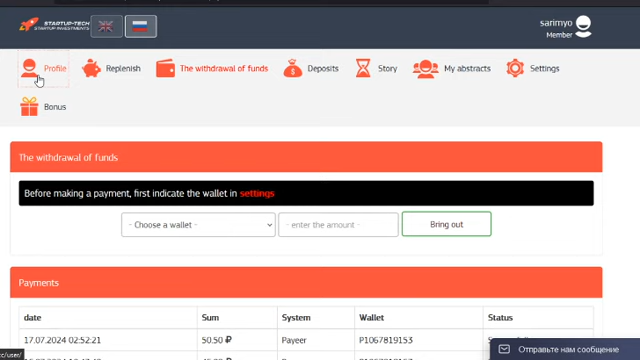 STARTUP-TECH
STARTUP INVESTMENTS
sarimyo
Member
Profile
Replenish
The withdrawal of funds
Deposits
Story
My abstracts
Settings
Bonus
The withdrawal of funds
Before making a payment, first indicate the wallet in settings
- Choose a wallet -
- enter the amount -
Bring out
Payments
date Sum System Wallet Status
17.07.2024 02:52:21 50.50 ₽ Payeer P1067819153
Отправьте нам сообщение